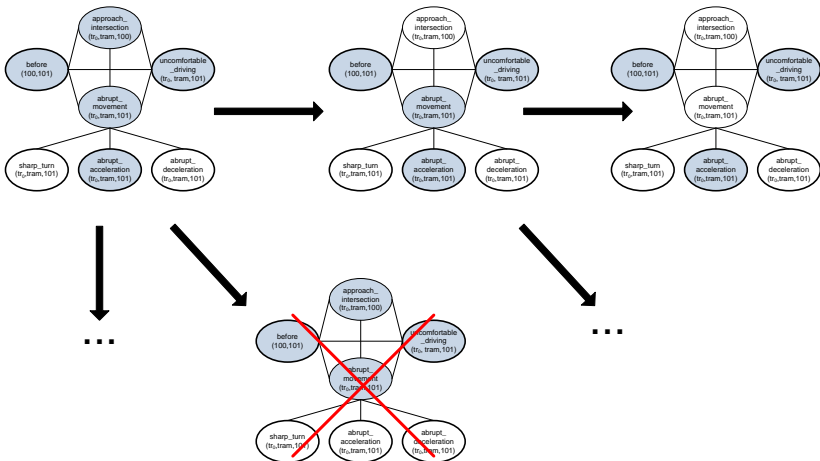 approach_
intersection
(tr₀,tram,100)
before
(100,101)
uncomfortable
_driving
(tr₀,tram,101)
abrupt_
movement
(tr₀,tram,101)
sharp_turn
(tr₀,tram,101)
abrupt_
acceleration
(tr₀,tram,101)
abrupt_
deceleration
(tr₀,tram,101)
approach_
intersection
(tr₀,tram,100)
before
(100,101)
uncomfortable
_driving
(tr₀, tram,101)
abrupt_
movement
(tr₀,tram,101)
sharp_turn
(tr₀,tram,101)
abrupt_
acceleration
(tr₀,tram,101)
abrupt_
deceleration
(tr₀,tram,101)
approach_
intersection
(tr₀,tram,100)
before
(100,101)
uncomfortable
_driving
(tr₀,tram,101)
abrupt_
movement
(tr₀,tram,101)
sharp_turn
(tr₀,tram,101)
abrupt_
acceleration
(tr₀,tram,101)
abrupt_
deceleration
(tr₀,tram,101)
...
approach_
intersection
(tr₀,tram,100)
before
(100,101)
uncomfortable
_driving
(tr₀, tram,101)
abrupt_
movement
(tr₀,tram,101)
sharp_turn
(tr₀,tram,101)
abrupt_
acceleration
(tr₀,tram,101)
abrupt_
deceleration
(tr₀,tram,101)
...